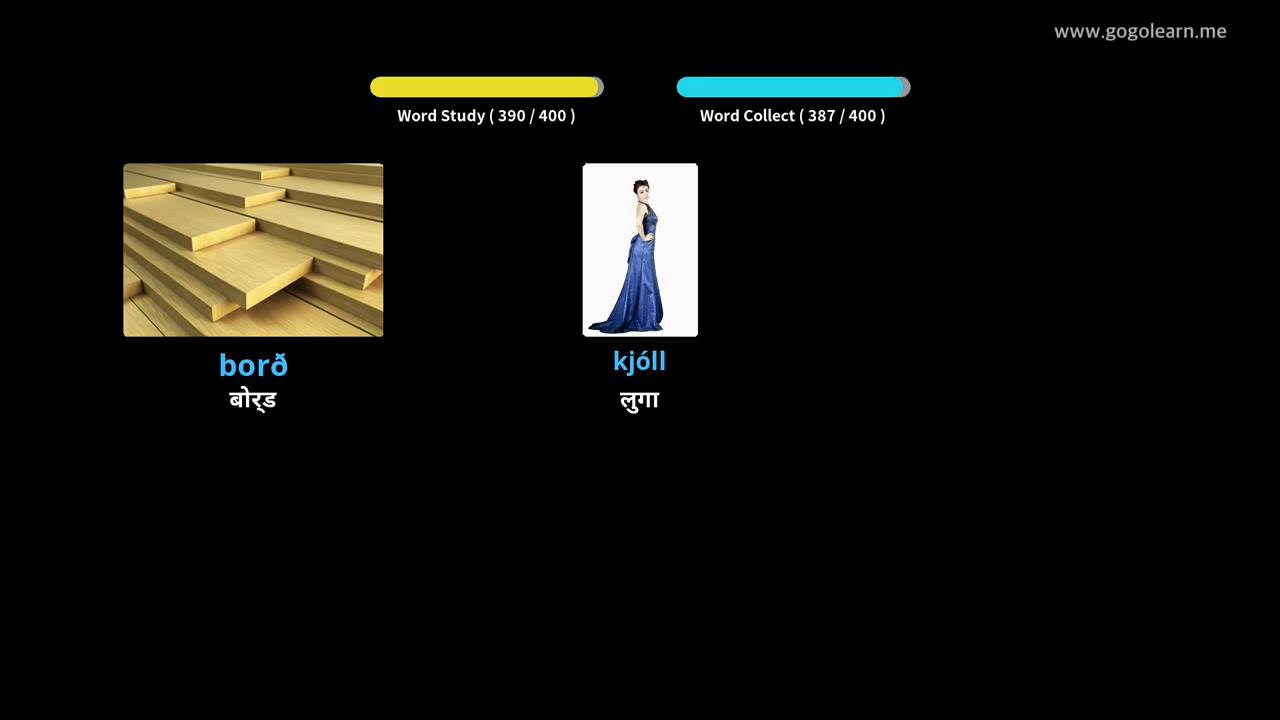 www.gogolearn.me
Word Study ( 390 / 400 )
Word Collect ( 387 / 400 )
borð
बोर्‍ड
kjóll
लुगा